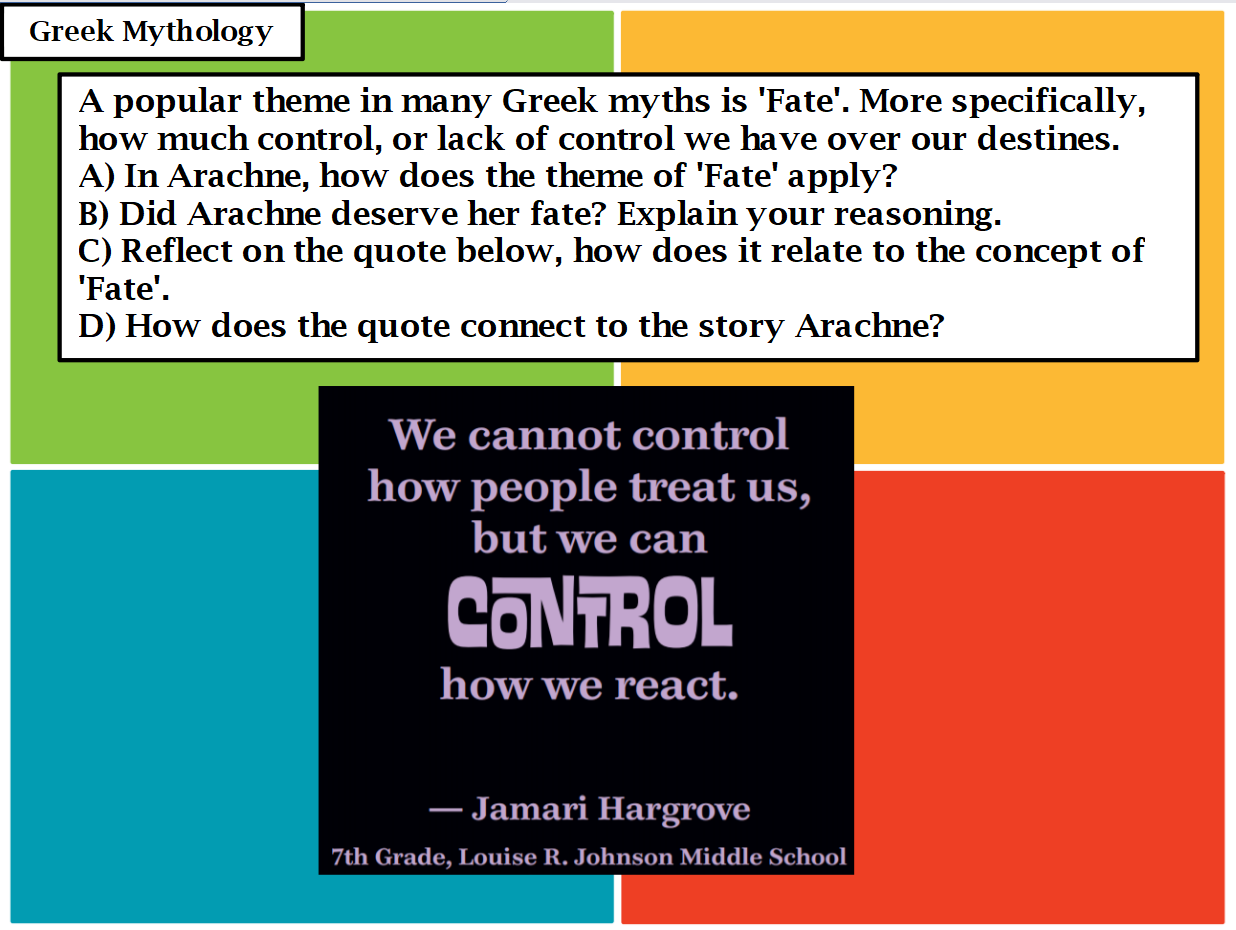 Greek Mythology
A popular theme in many Greek myths is 'Fate'. More specifically,
how much control, or lack of control we have over our destines.
A) In Arachne, how does the theme of 'Fate' apply?
B) Did Arachne deserve her fate? Explain your reasoning.
C) Reflect on the quote below, how does it relate to the concept of
'Fate'.
D) How does the quote connect to the story Arachne?
We cannot control
how people treat us,
but we can
CONTROL
how we react.
— Jamari Hargrove
7th Grade, Louise R. Johnson Middle School